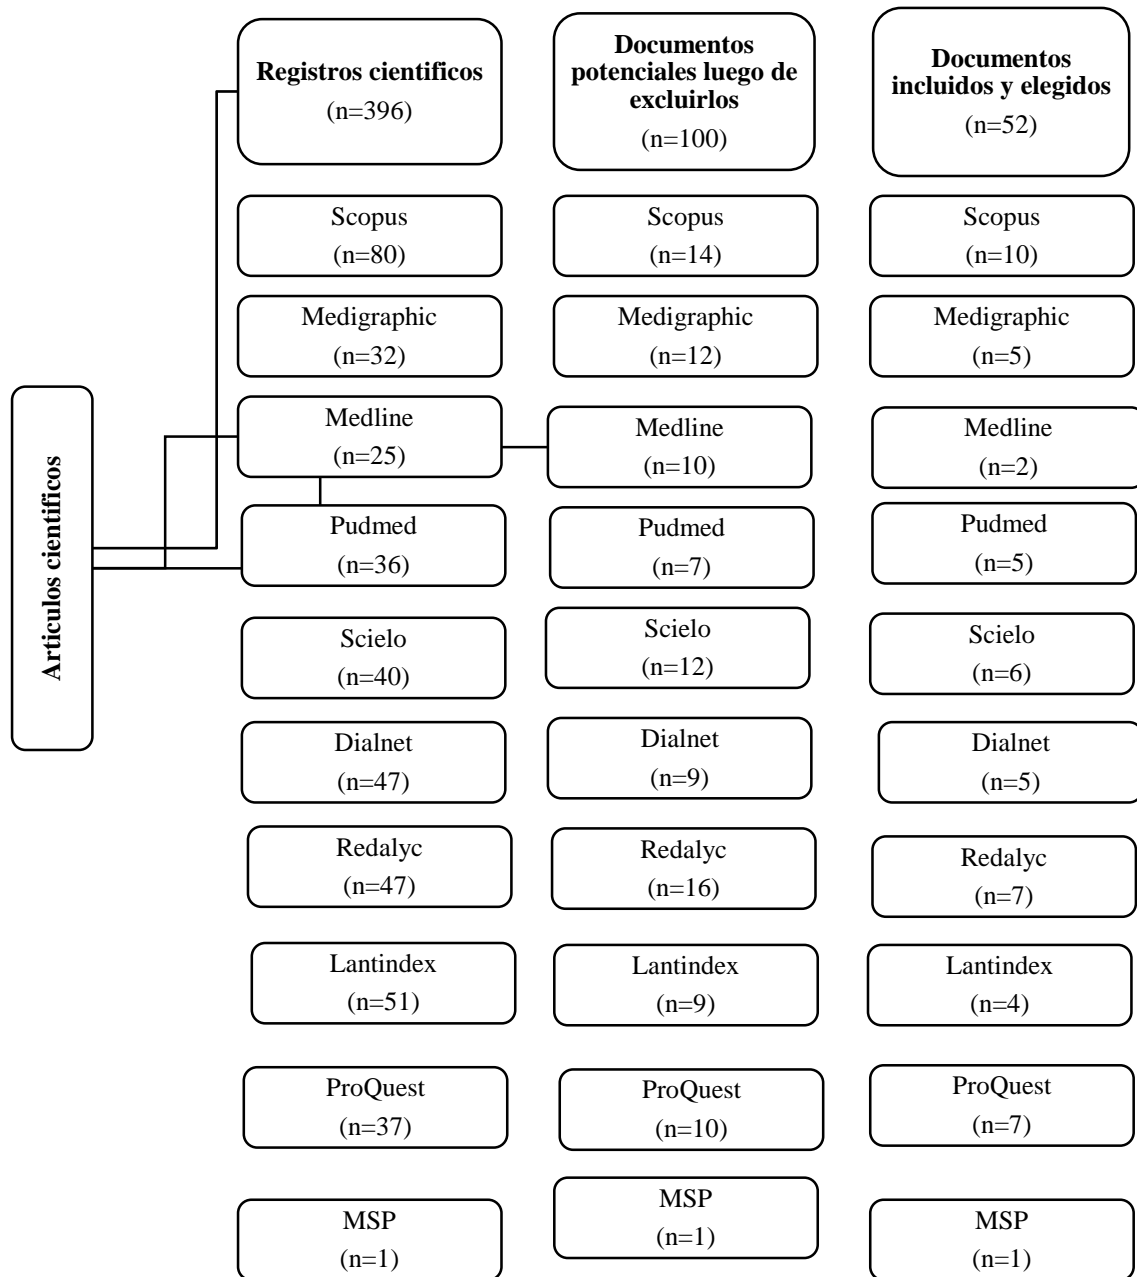 Articulos cientificos
Registros cientificos
(n=396)
Scopus
(n=80)
Medigraphic
(n=32)
Medline
(n=25)
Pudmed
(n=36)
Scielo
(n=40)
Dialnet
(n=47)
Redalyc
(n=47)
Lantindex
(n=51)
ProQuest
(n=37)
MSP
(n=1)
Documentos
potenciales luego de
excluirlos
(n=100)
Scopus
(n=14)
Medigraphic
(n=12)
Medline
(n=10)
Pudmed
(n=7)
Scielo
(n=12)
Dialnet
(n=9)
Redalyc
(n=16)
Lantindex
(n=9)
ProQuest
(n=10)
MSP
(n=1)
Documentos
incluidos y elegidos
(n=52)
Scopus
(n=10)
Medigraphic
(n=5)
Medline
(n=2)
Pudmed
(n=5)
Scielo
(n=6)
Dialnet
(n=5)
Redalyc
(n=7)
Lantindex
(n=4)
ProQuest
(n=7)
MSP
(n=1)